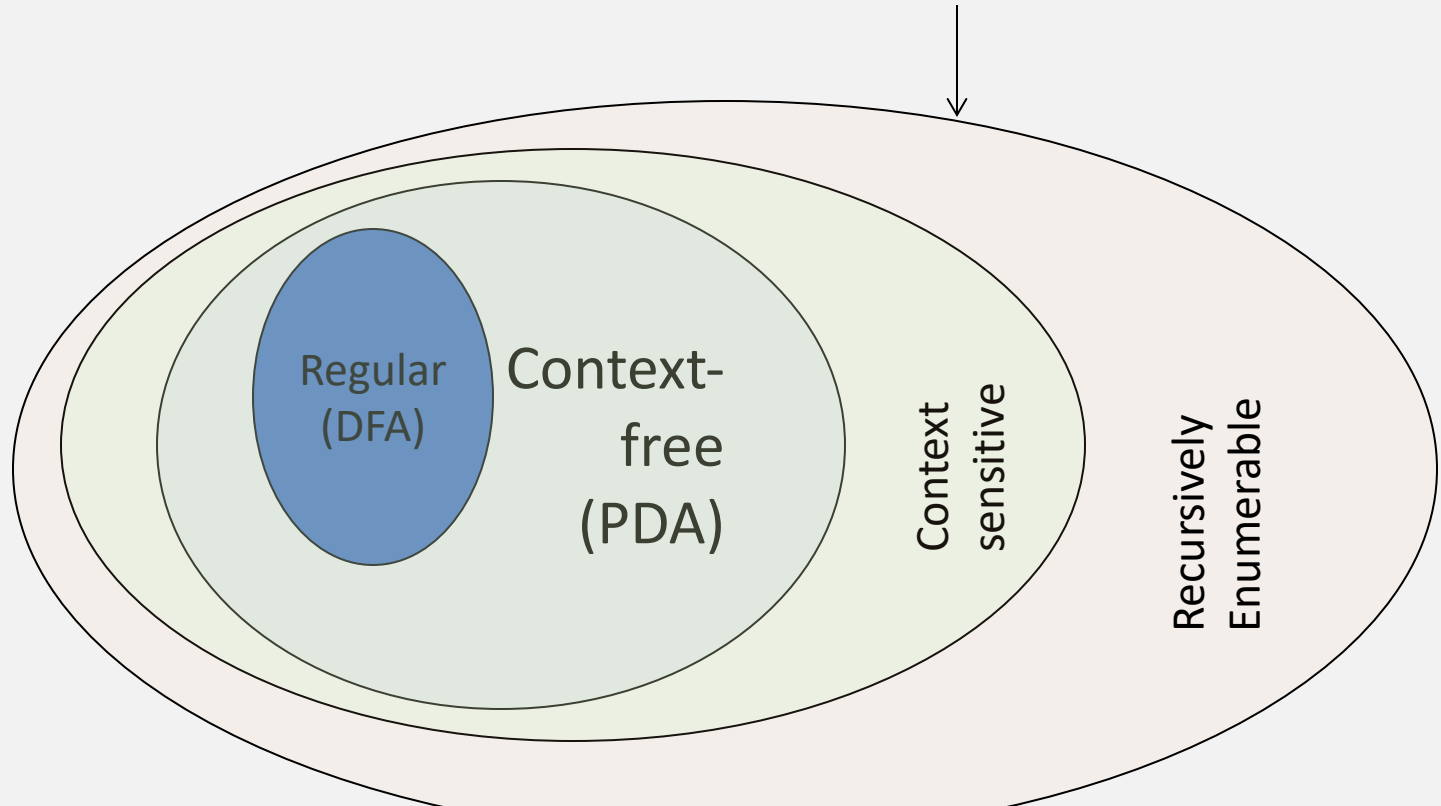 Regular
(DFA)
Context-
free
(PDA)
Context
sensitive
Recursively
Enumerable